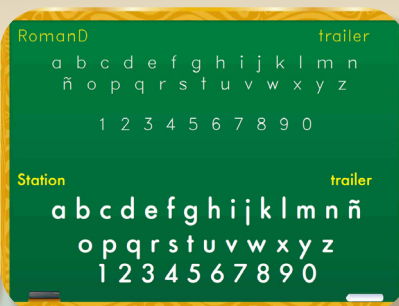 RomanD trailer
a b c d e f g h i j k l m n
ñ o p q r s t u v w x y z
1 2 3 4 5 6 7 8 9 0
Station trailer
a b c d e f g h i j k l m n ñ
o p q r s t u v w x y z
1 2 3 4 5 6 7 8 9 0